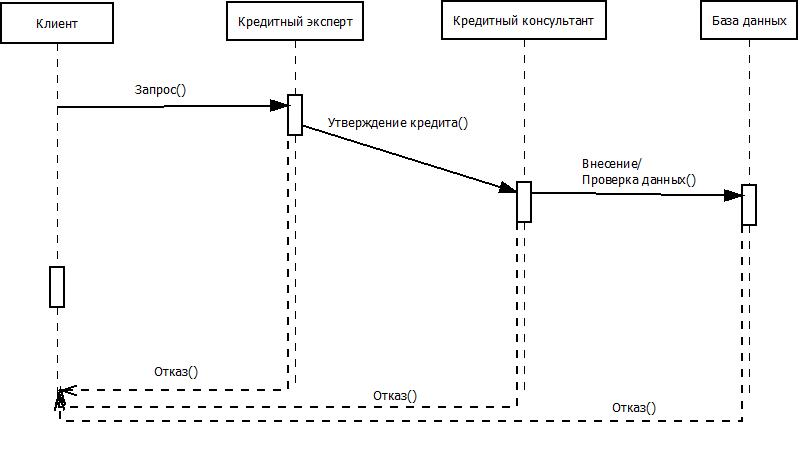 Клиент
Кредитный эксперт
Кредитный консультант
База данных
Запрос()
Утверждение кредита()
Внесение/
Проверка данных()
Отказ()
Отказ()
Отказ()